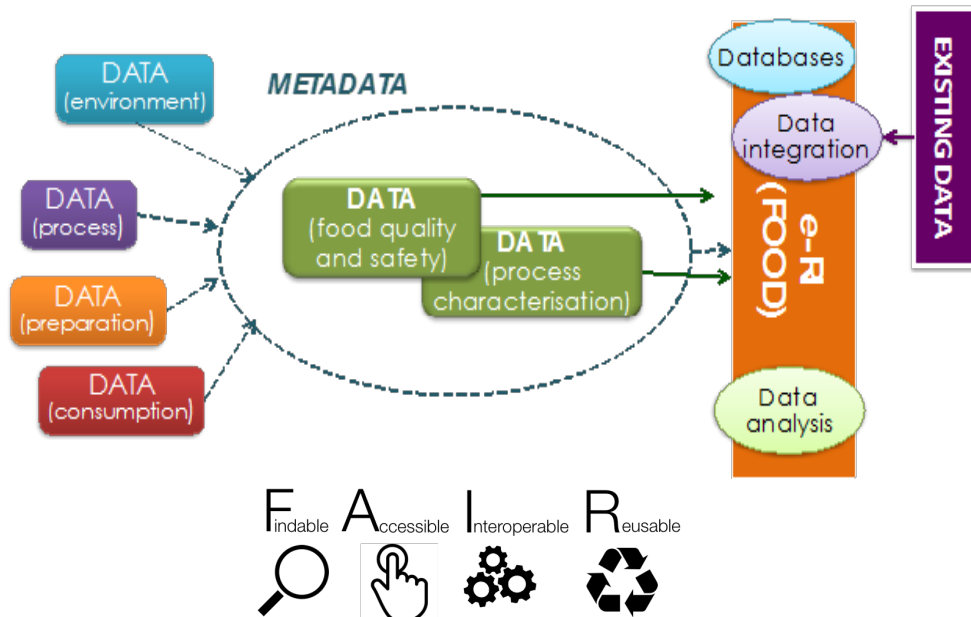 DATA
(environment)
METADATA
DATA
(process)
DATA
(preparation)
DATA
(consumption)
DATA
(food quality
and safety)
DATA
(process
characterisation)
Databases
Data
integration
e-R
(FOOD)
Data
analysis
EXISTING DATA
Findable Accessible Interoperable Reusable